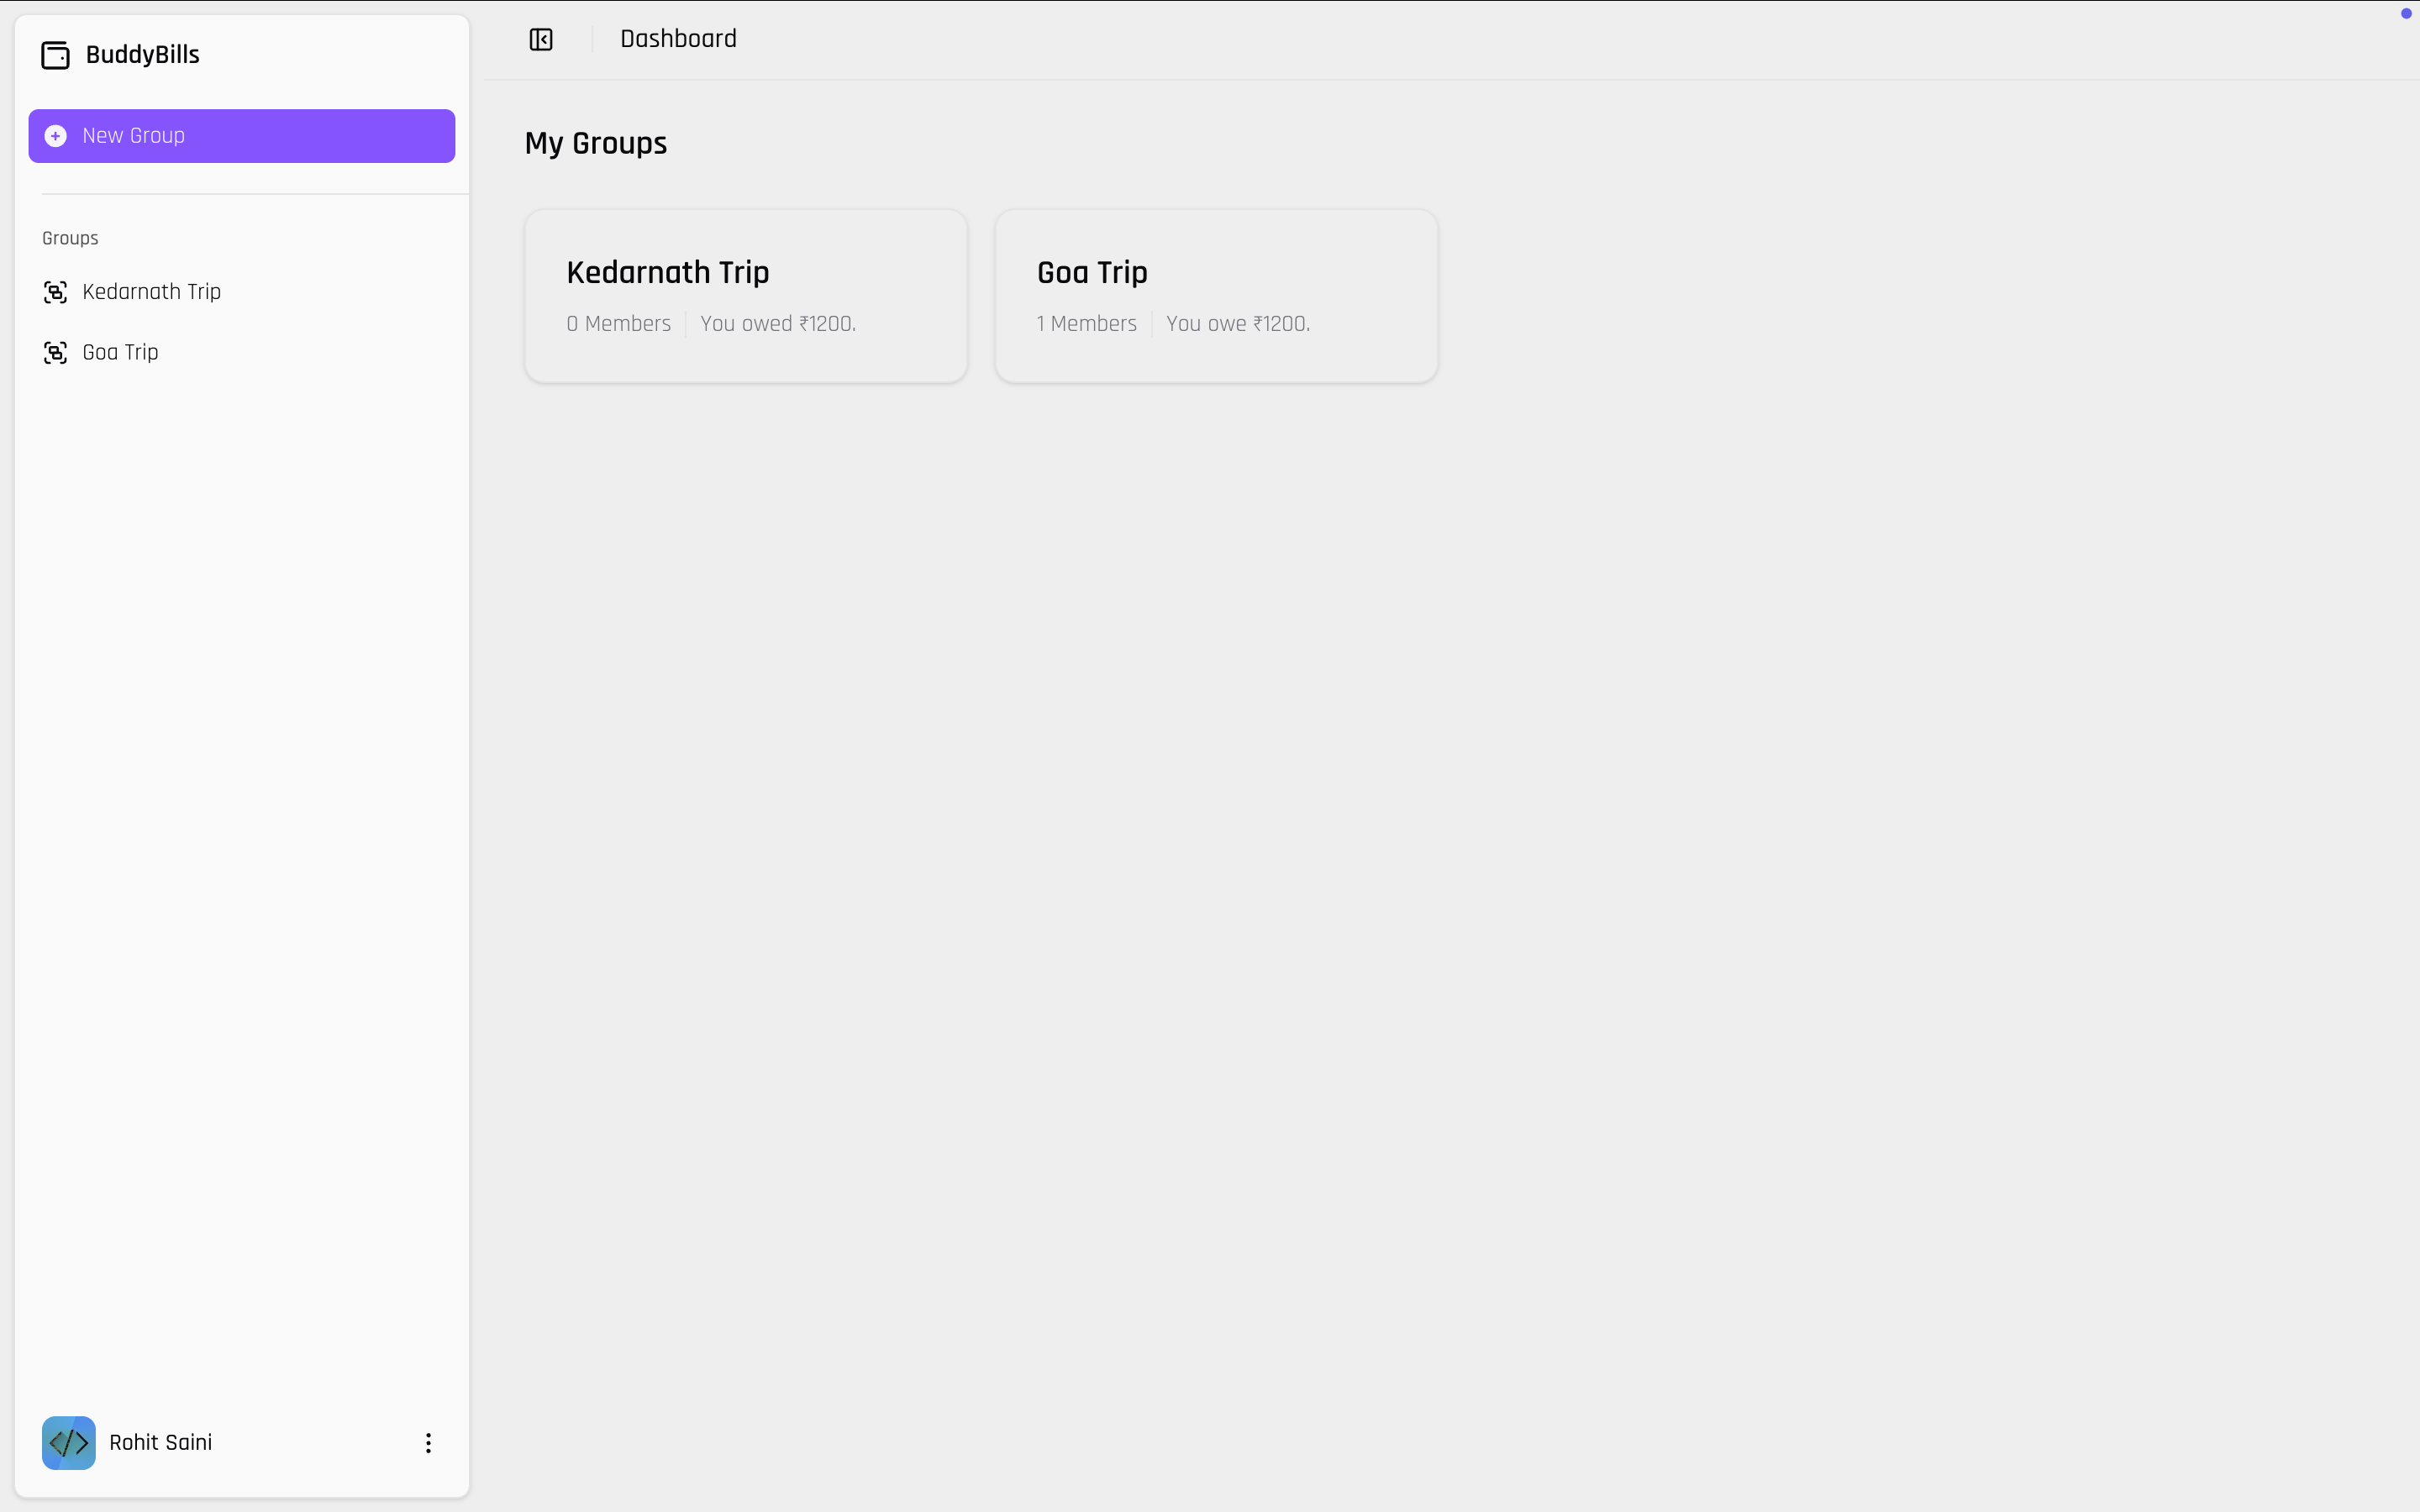 BuddyBills
New Group
Groups
Kedarnath Trip
Goa Trip
Rohit Saini
Dashboard
My Groups
Kedarnath Trip
0 Members You owed ₹1200.
Goa Trip
1 Members You owe ₹1200.